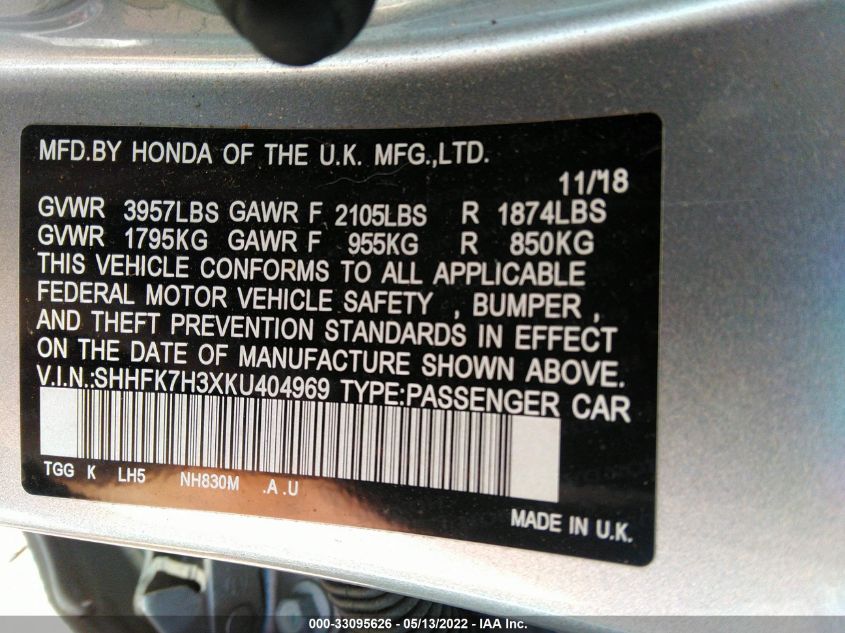 MFD.BY HONDA OF THE U.K. MFG.,LTD.
11/'18
GVWR 3957LBS GAWR F 2105LBS R 1874LBS
GVWR 1795KG GAWR F 955KG R 850KG
THIS VEHICLE CONFORMS TO ALL APPLICABLE
FEDERAL MOTOR VEHICLE SAFETY , BUMPER ,
AND THEFT PREVENTION STANDARDS IN EFFECT
ON THE DATE OF MANUFACTURE SHOWN ABOVE.
V.I.N.:SHHFK7H3XKU404969 TYPE:PASSENGER CAR
TGG K LH5 NH830M .A .U
MADE IN U.K.
000-33095626 - 05/13/2022 - IAA Inc.